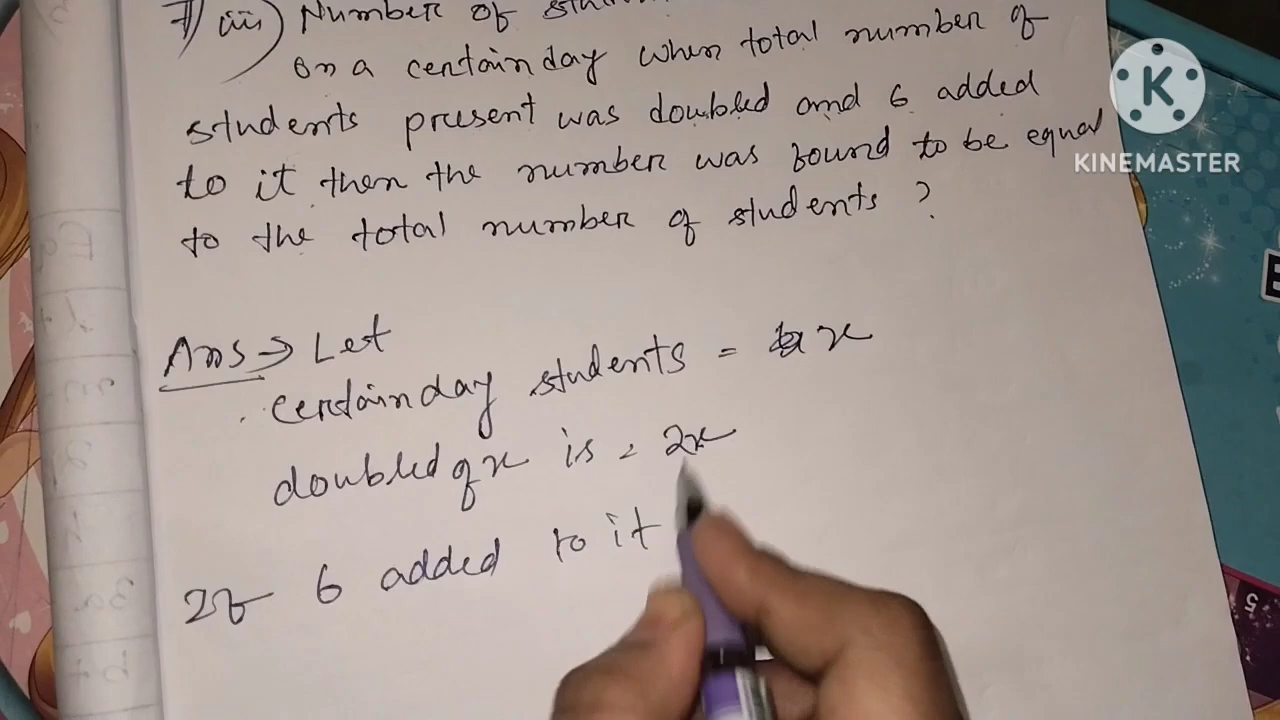 7) iii) Number of
on a certain day when total number of
students present was doubled and 6 added
to it then the number was found to be equal
to the total number of students ?
Ans → Let
certain day students = x
doubled of x is = 2x
If 6 added to it
K
KINEMASTER
5